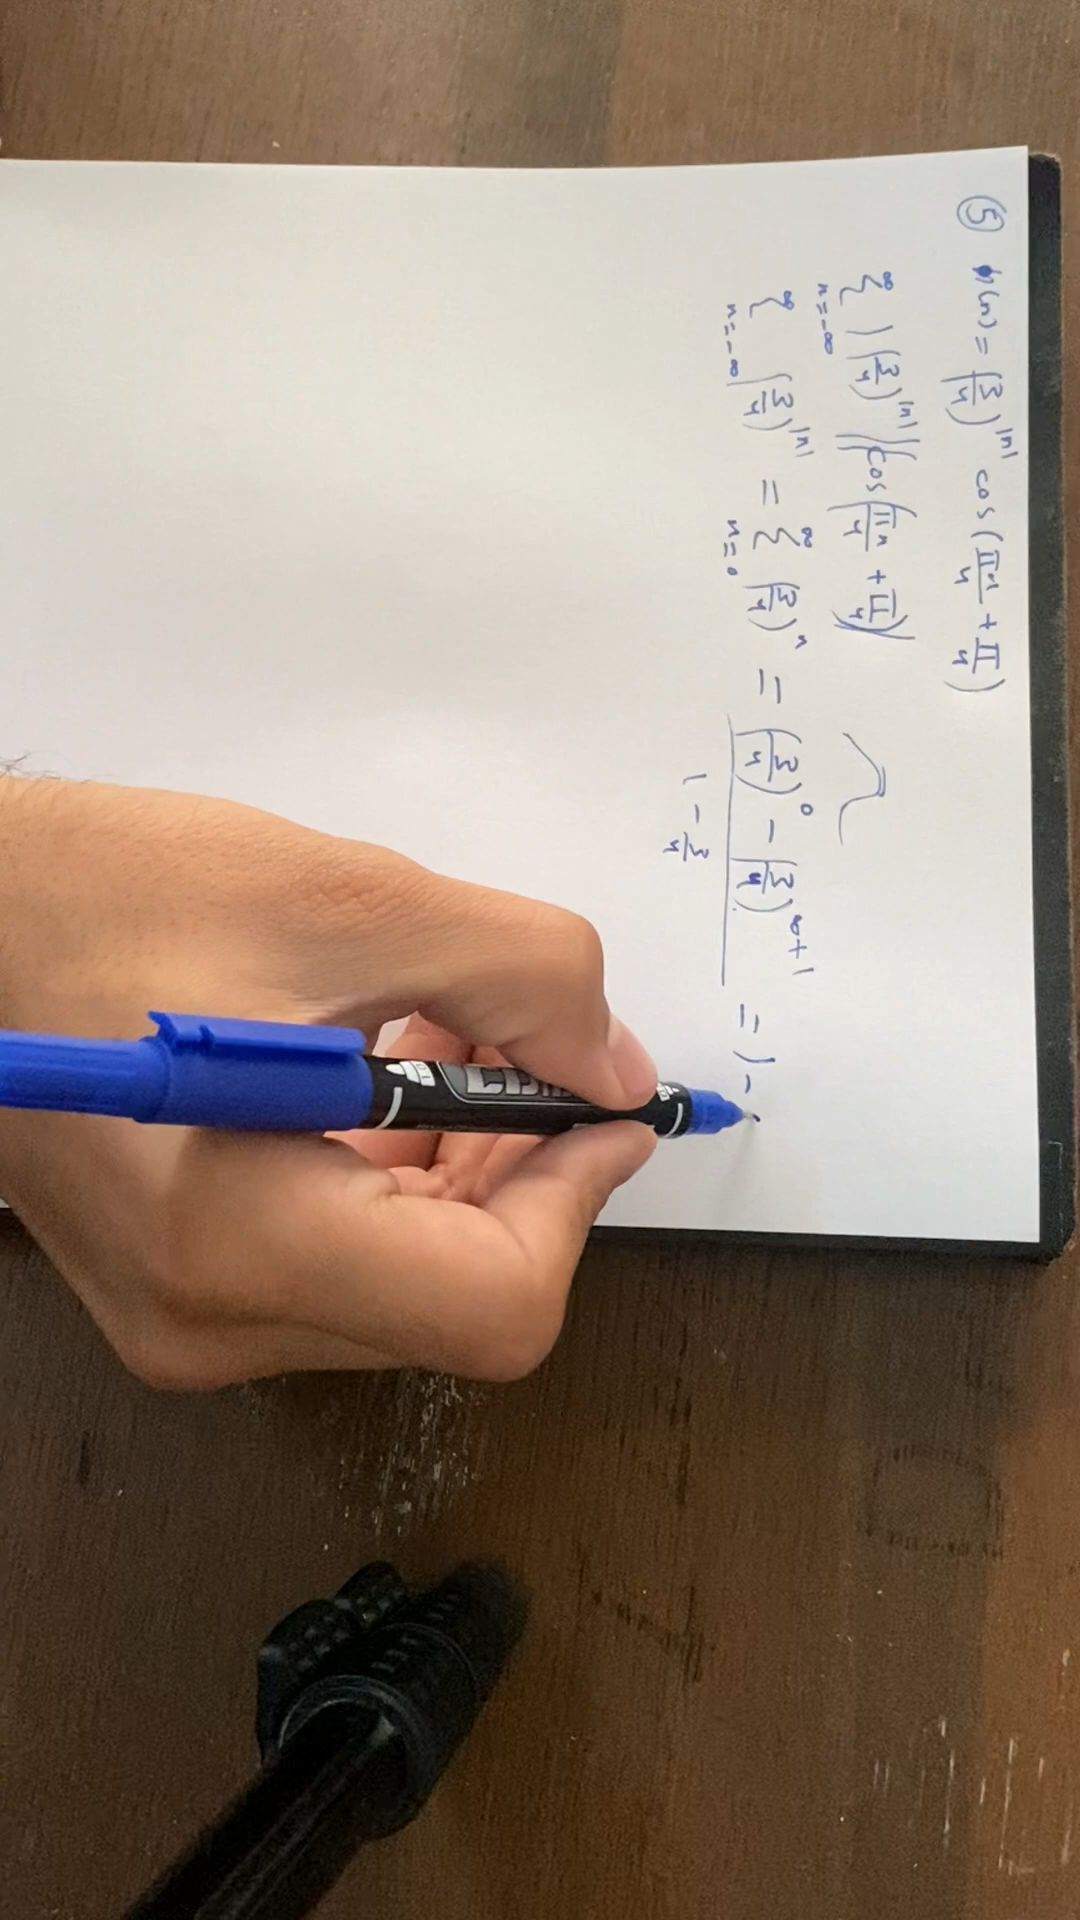 ⑤ h(n) = (3/4)^|n| cos(πn/4 + π/4)
∞ Σ n=-∞ |(3/4)^|n|| |cos(πn/4 + π/4)|
∞ Σ n=-∞ (3/4)^|n| = ∞ Σ n=0 (3/4)^n = ((3/4)^0 - (3/4)^∞+1) / (1 - 3/4) = 1 -